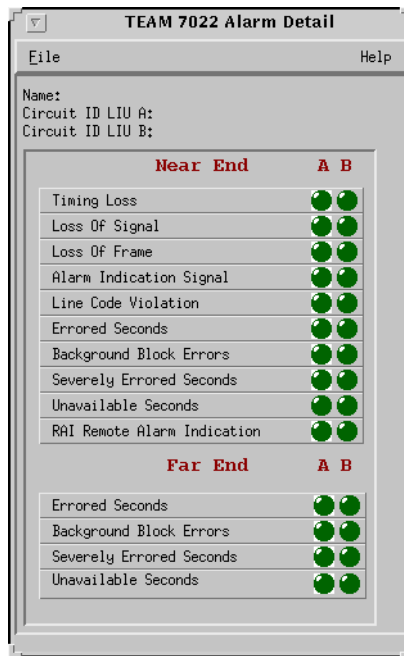 TEAM 7022 Alarm Detail
File Help
Name:
Circuit ID LIU A:
Circuit ID LIU B:
Near End A B
Timing Loss
Loss Of Signal
Loss Of Frame
Alarm Indication Signal
Line Code Violation
Errored Seconds
Background Block Errors
Severely Errored Seconds
Unavailable Seconds
RAI Remote Alarm Indication
Far End A B
Errored Seconds
Background Block Errors
Severely Errored Seconds
Unavailable Seconds